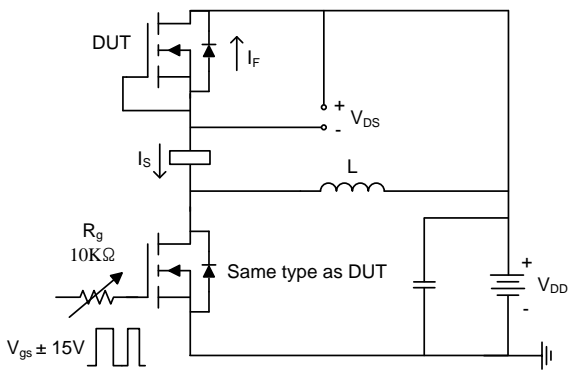 DUT
I_F
+
V_DS
-
I_S
L
R_g
10KΩ
Same type as DUT
+
V_DD
-
V_gs ± 15V